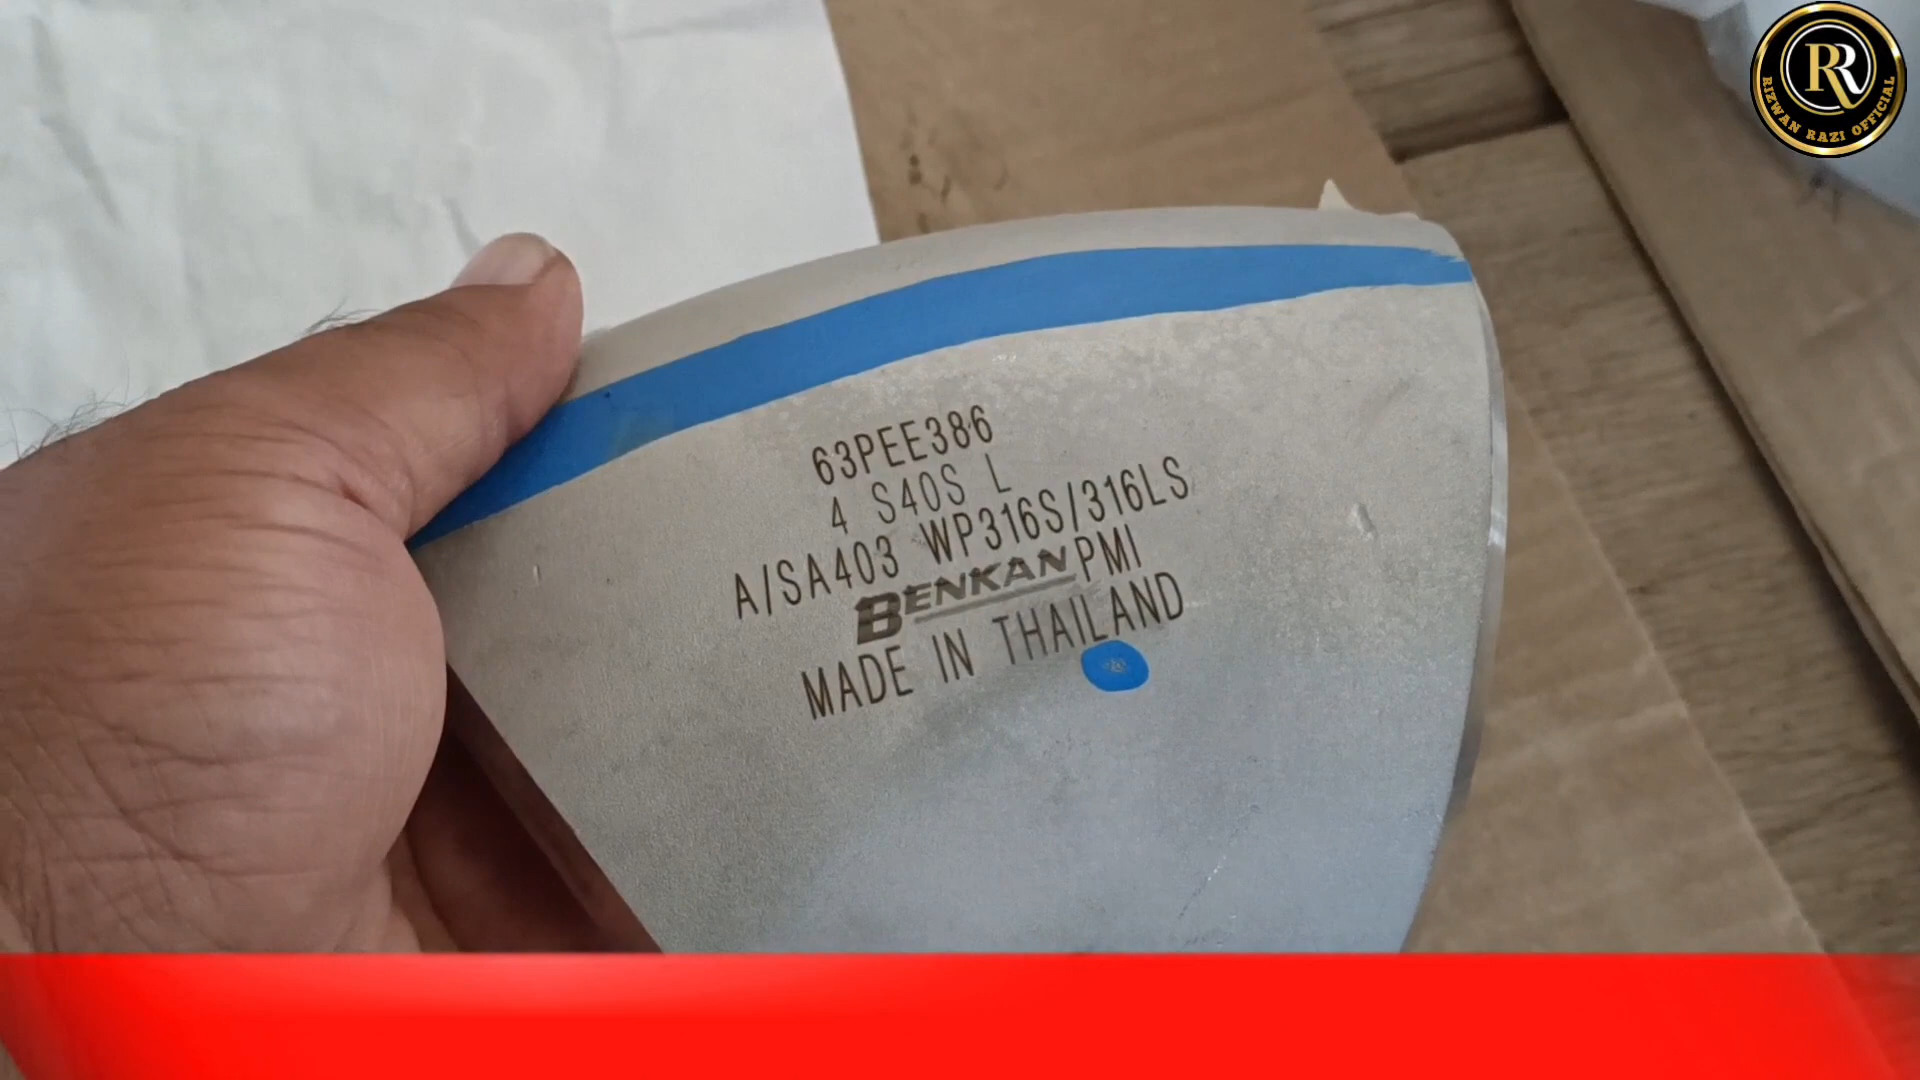 63PEE386
4 S40S L
A/SA403 WP316S/316LS
BENKAN PMI
MADE IN THAILAND
RR
RIZWAN RAZI OFFICIAL